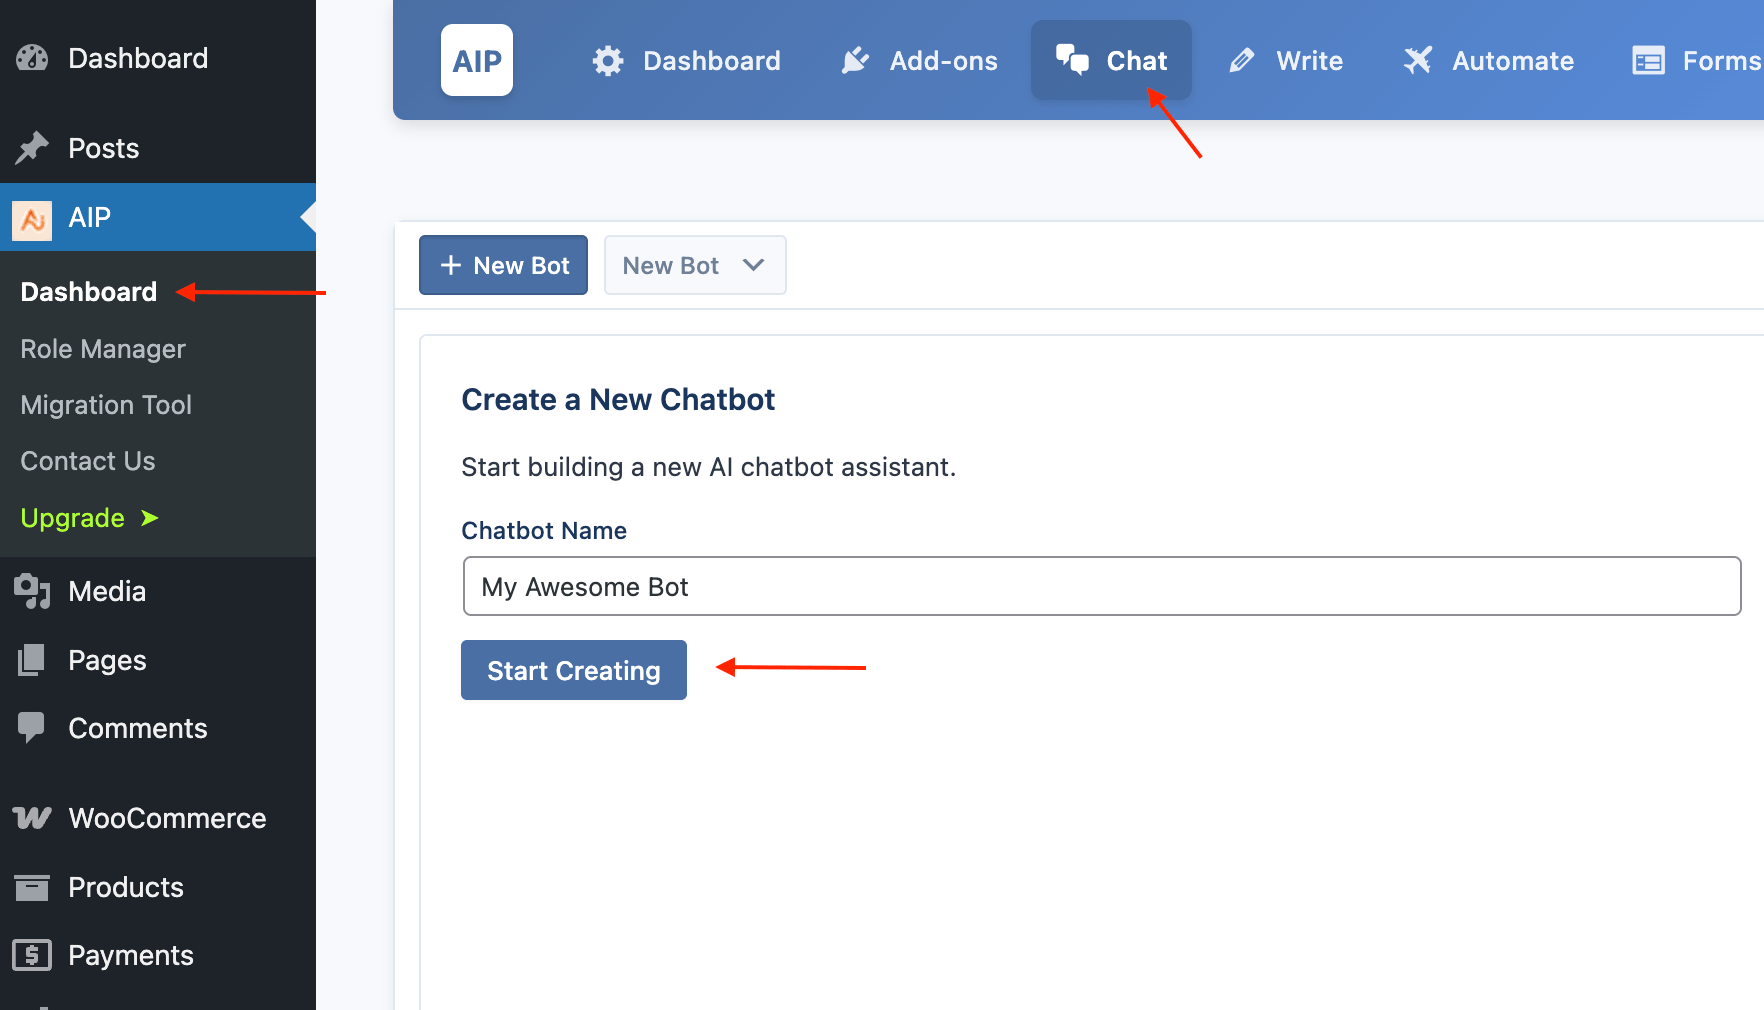 Dashboard
Posts
AIP
Dashboard
Role Manager
Migration Tool
Contact Us
Upgrade ➤
Media
Pages
Comments
WooCommerce
Products
Payments
AIP
Dashboard
Add-ons
Chat
Write
Automate
Forms
+ New Bot
New Bot
Create a New Chatbot
Start building a new AI chatbot assistant.
Chatbot Name
My Awesome Bot
Start Creating